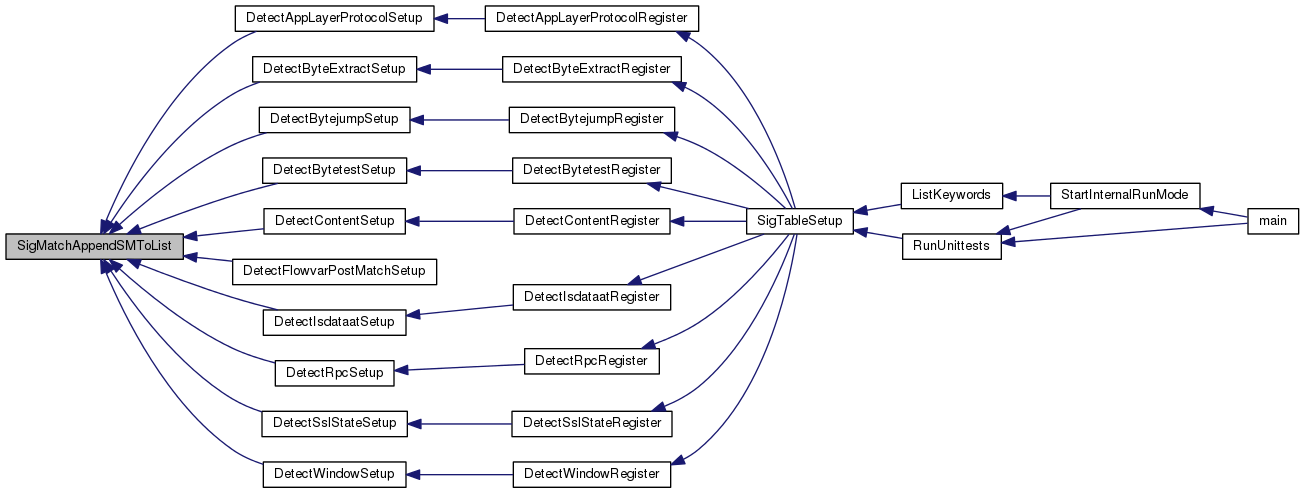 DetectAppLayerProtocolSetup
DetectAppLayerProtocolRegister
DetectByteExtractSetup
DetectByteExtractRegister
DetectBytejumpSetup
DetectBytejumpRegister
DetectBytetestSetup
DetectBytetestRegister
ListKeywords
StartInternalRunMode
DetectContentSetup
DetectContentRegister
SigTableSetup
main
SigMatchAppendSMToList
RunUnittests
DetectFlowvarPostMatchSetup
DetectIsdataatRegister
DetectIsdataatSetup
DetectRpcRegister
DetectRpcSetup
DetectSslStateSetup
DetectSslStateRegister
DetectWindowSetup
DetectWindowRegister